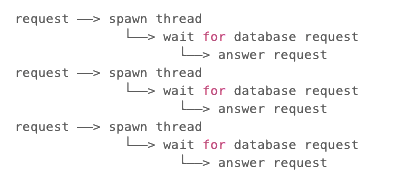 request ──> spawn thread
└──> wait for database request
└──> answer request
request ──> spawn thread
└──> wait for database request
└──> answer request
request ──> spawn thread
└──> wait for database request
└──> answer request